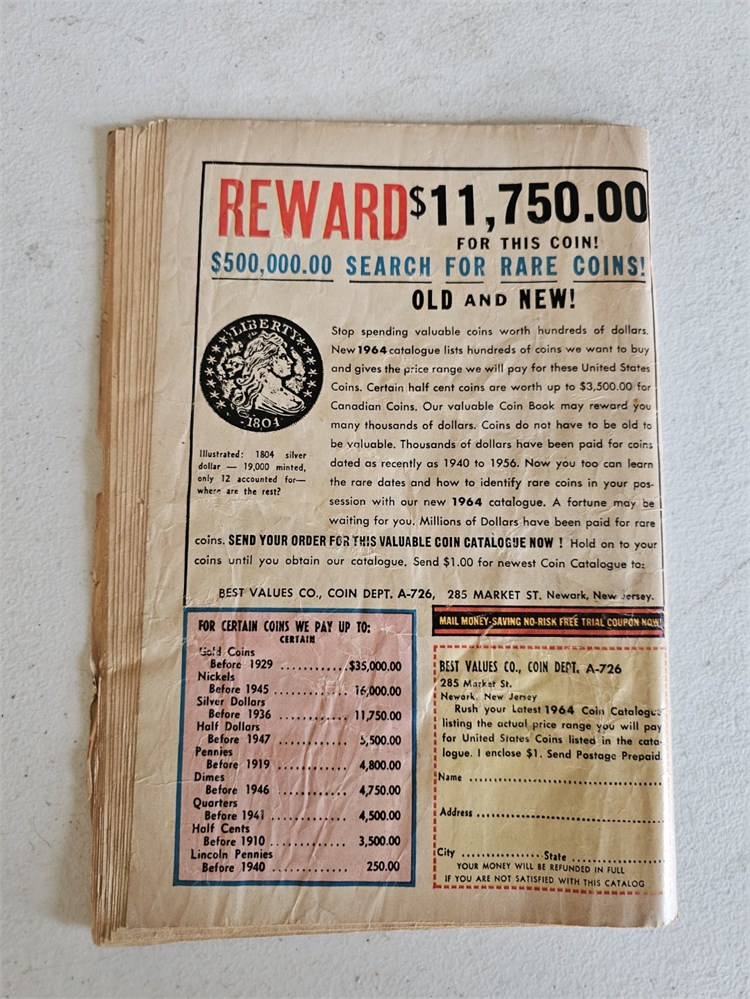 REWARD $11,750.00
FOR THIS COIN!
$500,000.00 SEARCH FOR RARE COINS!
OLD AND NEW!
LIBERTY
1804
Illustrated: 1804 silver
dollar — 19,000 minted,
only 12 accounted for—
where are the rest?
Stop spending valuable coins worth hundreds of dollars.
New 1964 catalogue lists hundreds of coins we want to buy
and gives the price range we will pay for these United States
Coins. Certain half cent coins are worth up to $3,500.00 for
Canadian Coins. Our valuable Coin Book may reward you
many thousands of dollars. Coins do not have to be old to
be valuable. Thousands of dollars have been paid for coins
dated as recently as 1940 to 1956. Now you too can learn
the rare dates and how to identify rare coins in your pos-
session with our new 1964 catalogue. A fortune may be
waiting for you. Millions of Dollars have been paid for rare
coins. SEND YOUR ORDER FOR THIS VALUABLE COIN CATALOGUE NOW ! Hold on to your
coins until you obtain our catalogue. Send $1.00 for newest Coin Catalogue to:
BEST VALUES CO., COIN DEPT. A-726, 285 MARKET ST. Newark, New Jersey.
FOR CERTAIN COINS WE PAY UP TO:
CERTAIN
Gold Coins
Before 1929 ............$35,000.00
Nickels
Before 1945 ............ 16,000.00
Silver Dollars
Before 1936 ............ 11,750.00
Half Dollars
Before 1947 ............ 5,500.00
Pennies
Before 1919 ............ 4,800.00
Dimes
Before 1946 ............ 4,750.00
Quarters
Before 1941 ............ 4,500.00
Half Cents
Before 1910 ............ 3,500.00
Lincoln Pennies
Before 1940 ............ 250.00
MAIL MONEY-SAVING NO-RISK FREE TRIAL COUPON NOW!
BEST VALUES CO., COIN DEPT. A-726
285 Market St.
Newark, New Jersey
Rush your Latest 1964 Coin Catalogue
listing the actual price range you will pay
for United States Coins listed in the cata-
logue. I enclose $1. Send Postage Prepaid
Name ............
Address ............
City ............ State ............
YOUR MONEY WILL BE REFUNDED IN FULL
IF YOU ARE NOT SATISFIED WITH THIS CATALOG